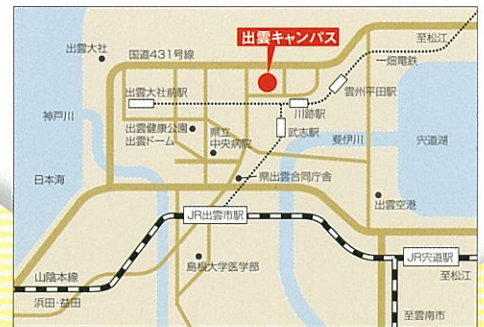 出雲キャンパス
至松江
出雲大社
国道431号線
一畑電鉄
出雲大社前駅
雲州平田駅
川跡駅
神戸川
出雲健康公園
出雲ドーム
県立
中央病院
武志駅
斐伊川
宍道湖
日本海
県出雲合同庁舎
出雲空港
JR出雲市駅
JR宍道駅
島根大学医学部
山陰本線
至松江
浜田・益田
至雲南市